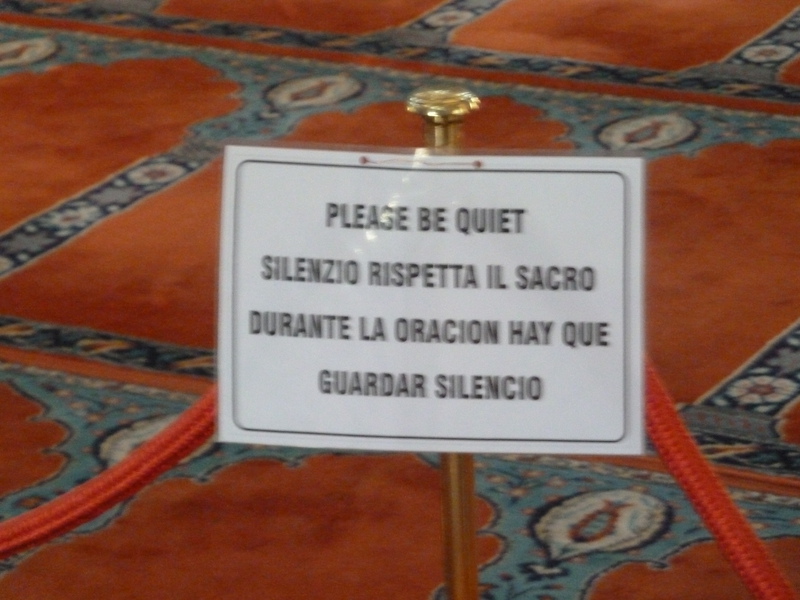 PLEASE BE QUIET
SILENZIO RISPETTA IL SACRO
DURANTE LA ORACION HAY QUE
GUARDAR SILENCIO